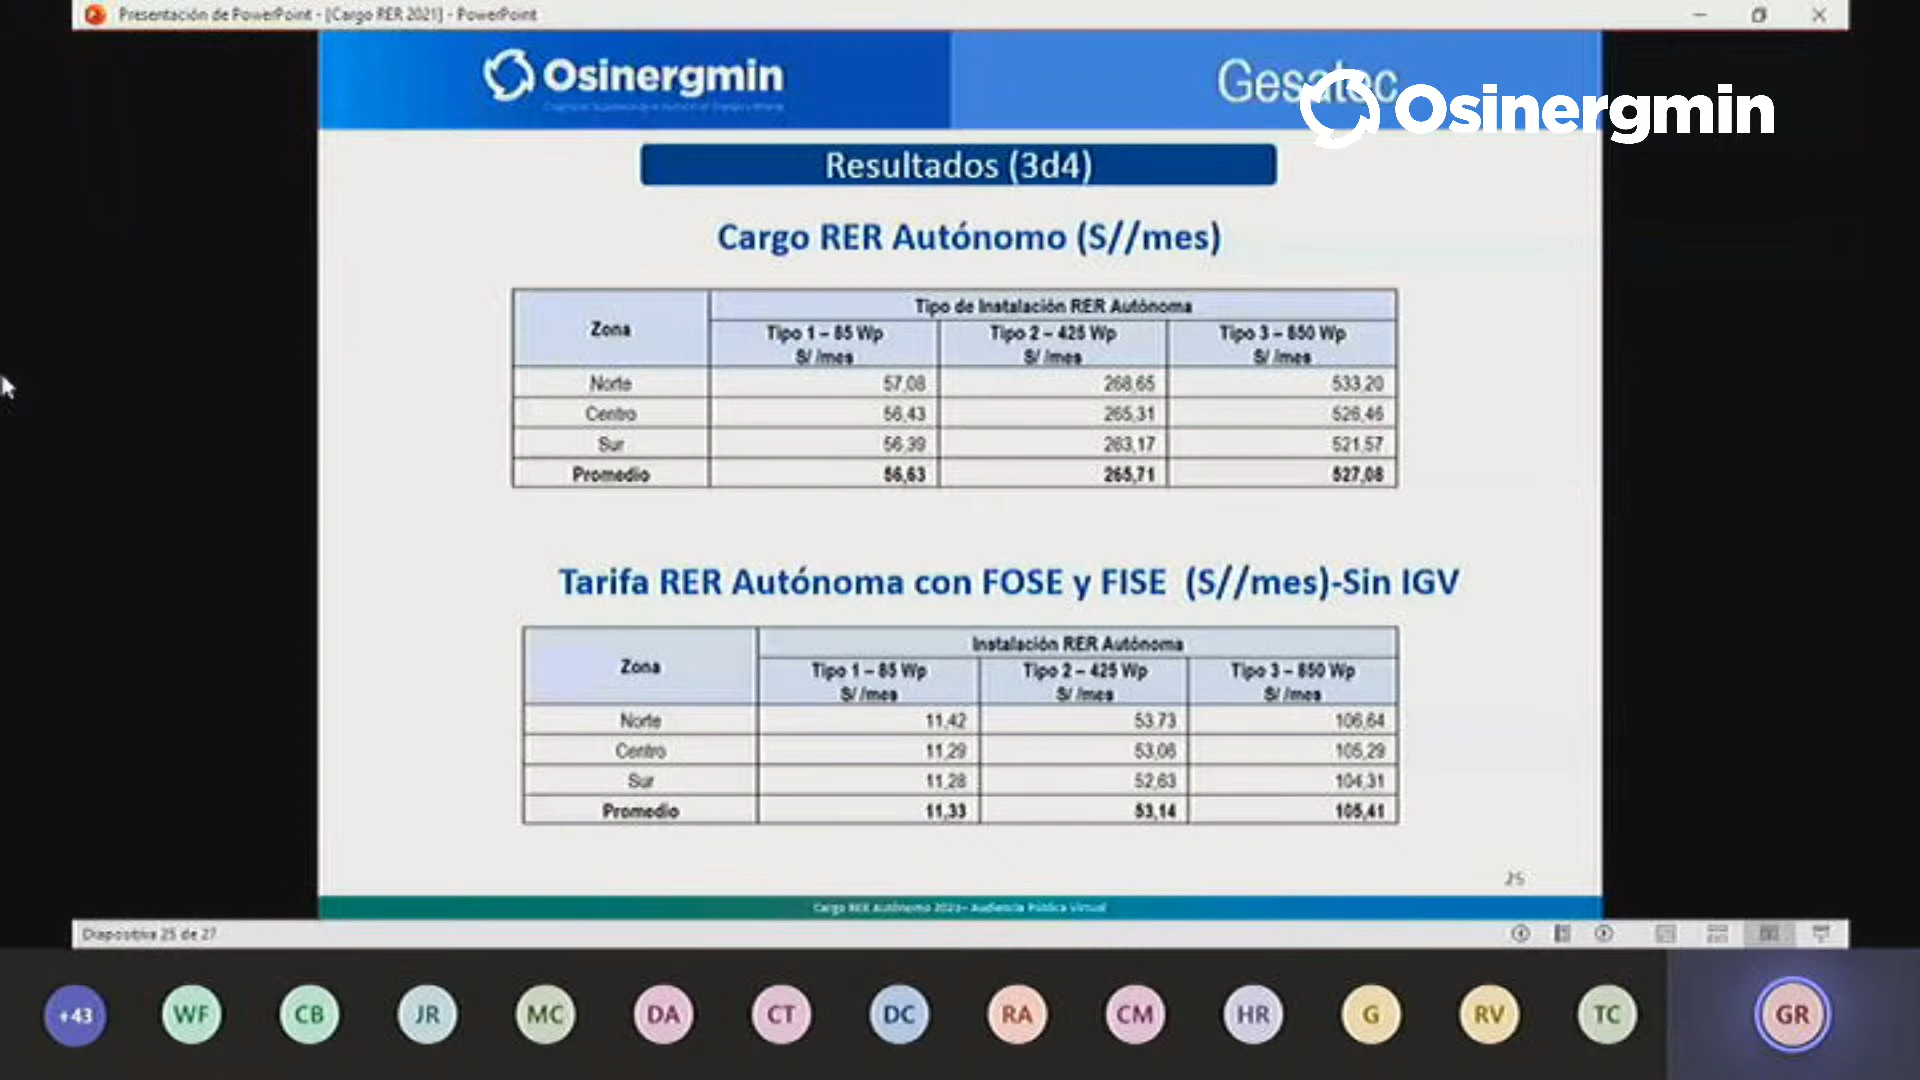 Presentación de PowerPoint - [Cargo RER 2021] - PowerPoint
Osinergmin
Gesatec
Osinergmin
Resultados (3d4)
Cargo RER Autónomo (S//mes)
Zona
Tipo de Instalación RER Autónoma
Tipo 1 – 85 Wp S/ /mes
Tipo 2 – 425 Wp S/ /mes
Tipo 3 – 850 Wp S/ /mes
Norte 57,08 268,65 533,20
Centro 56,43 265,31 526,46
Sur 56,39 263,17 521,57
Promedio 56,63 265,71 527,08
Tarifa RER Autónoma con FOSE y FISE (S//mes)-Sin IGV
Zona
Instalación RER Autónoma
Tipo 1 – 85 Wp S/ /mes
Tipo 2 – 425 Wp S/ /mes
Tipo 3 – 850 Wp S/ /mes
Norte 11,42 53,73 106,64
Centro 11,29 53,06 105,29
Sur 11,28 52,63 104,31
Promedio 11,33 53,14 105,41
25
Cargo RER Autónomo 2021– Audiencia Pública Virtual
Diapositiva 25 de 27
+43 WF CB JR MC DA CT DC RA CM HR G RV TC GR